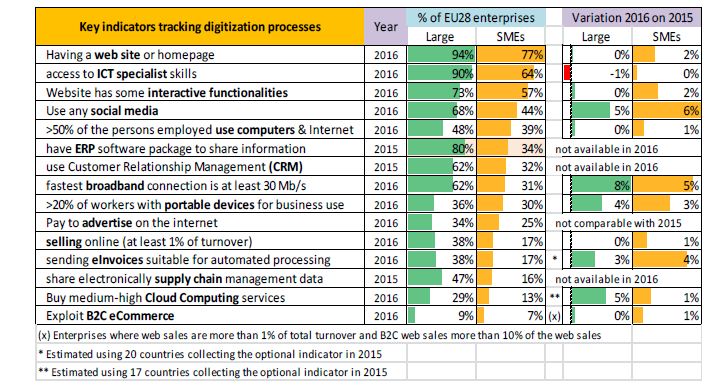 Key indicators tracking digitization processes Year % of EU28 enterprises Variation 2016 on 2015
Large SMEs Large SMEs
Having a web site or homepage 2016 94% 77% 0% 2%
access to ICT specialist skills 2016 90% 64% -1% 0%
Website has some interactive functionalities 2016 73% 57% 0% 2%
Use any social media 2016 68% 44% 5% 6%
>50% of the persons employed use computers & Internet 2016 48% 39% 0% 1%
have ERP software package to share information 2015 80% 34% not available in 2016
use Customer Relationship Management (CRM) 2015 62% 32% not available in 2016
fastest broadband connection is at least 30 Mb/s 2016 62% 31% 8% 5%
>20% of workers with portable devices for business use 2016 36% 30% 4% 3%
Pay to advertise on the internet 2016 34% 25% not comparable with 2015
selling online (at least 1% of turnover) 2016 38% 17% 0% 1%
sending eInvoices suitable for automated processing 2016 38% 17% * 3% 4%
share electronically supply chain management data 2015 47% 16% not available in 2016
Buy medium-high Cloud Computing services 2016 29% 13% ** 5% 1%
Exploit B2C eCommerce 2016 9% 7% (x) 0% 1%
(x) Enterprises where web sales are more than 1% of total turnover and B2C web sales more than 10% of the web sales
* Estimated using 20 countries collecting the optional indicator in 2015
** Estimated using 17 countries collecting the optional indicator in 2015